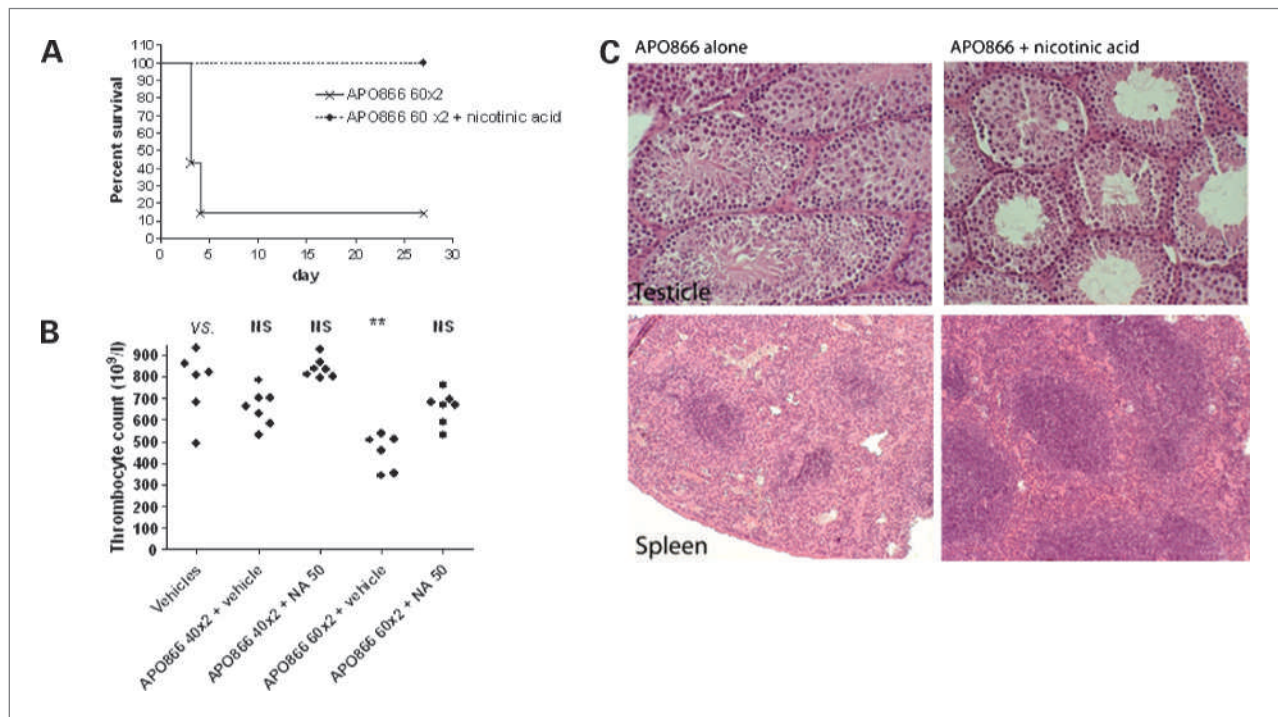 A
110
100
90
80
70
60
50
40
30
20
10
0
Percent survival
0 5 10 15 20 25 30
day
APO866 60x2
APO866 60 x2 + nicotinic acid
B
VS. NS NS ** NS
900
800
700
600
500
400
300
200
100
0
Thrombocyte count (10^9/l)
Vehicles
APO866 40x2 + vehicle
APO866 40x2 + NA 50
APO866 60x2 + vehicle
APO866 60x2 + NA 50
C
APO866 alone
APO866 + nicotinic acid
Testicle
Spleen